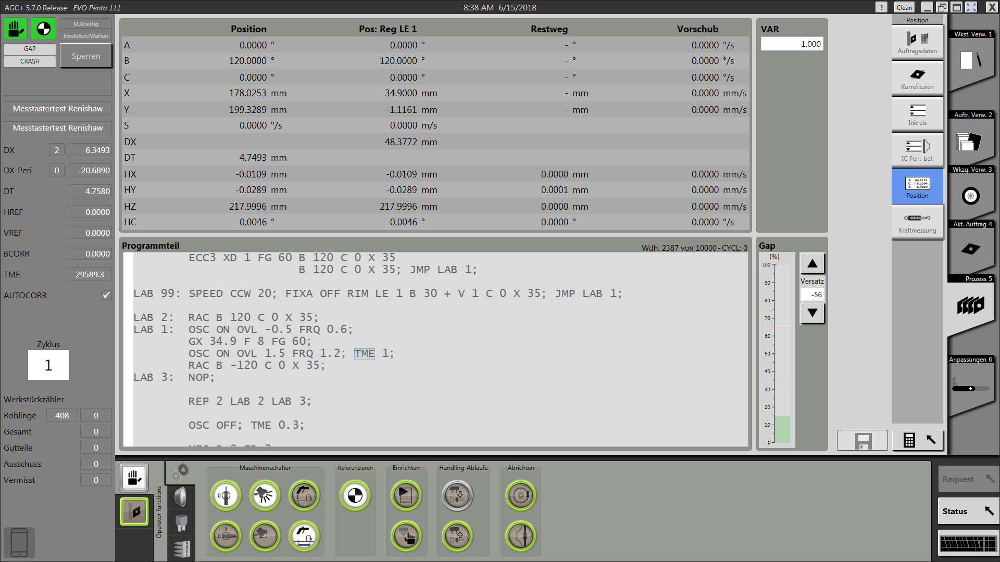 AGC+ 5.7.0 Release EVO Penta 111
8:38 AM 6/15/2018
? Clean X
M.Roettig
Einstellen/Warten
GAP
CRASH
Sperren
Messtastertest Renishaw
Messtastertest Renishaw
DX 2 6.3493
DX-Peri 0 -20.6890
DT 4.7580
HREF 0.0000
VREF 0.0000
BCORR 0.0000
TME 29589.3
AUTOCORR
Zyklus
1
Werkstückzähler
Rohlinge 408 0
Gesamt 0
Gutteile 0
Ausschuss 0
Vermisst 0
Position Pos: Reg LE 1 Restweg Vorschub
A 0.0000 ° 0.0000 ° - ° 0.0000 °/s
B 120.0000 ° 120.0000 ° - ° 0.0000 °/s
C 0.0000 ° 0.0000 ° - ° 0.0000 °/s
X 178.0253 mm 34.9000 mm - mm 0.0000 mm/s
Y 199.3289 mm -1.1161 mm - mm 0.0000 mm/s
S 0.0000 °/s 0.0000 m/s
DX 48.3772 mm
DT 4.7493 mm
HX -0.0109 mm -0.0109 mm 0.0000 mm 0.0000 mm/s
HY -0.0289 mm -0.0289 mm 0.0001 mm 0.0000 mm/s
HZ 217.9996 mm 217.9996 mm 0.0000 mm 0.0000 mm/s
HC 0.0046 ° 0.0046 ° 0.0000 ° 0.0000 °/s
VAR
1.000
Programmteil
Wdh. 2387 von 10000 - CYCL: 0
ECC3 XD 1 FG 60 B 120 C 0 X 35
B 120 C 0 X 35; JMP LAB 1;
LAB 99: SPEED CCW 20; FIXA OFF RIM LE 1 B 30 + V 1 C 0 X 35; JMP LAB 1;
LAB 2: RAC B 120 C 0 X 35;
LAB 1: OSC ON OVL -0.5 FRQ 0.6;
GX 34.9 F 8 FG 60;
OSC ON OVL 1.5 FRQ 1.2; TME 1;
RAC B -120 C 0 X 35;
LAB 3: NOP;
REP 2 LAB 2 LAB 3;
OSC OFF; TME 0.3;
Gap
[%]
100
90
80
70
60
50
40
30
20
10
0
Versatz
-56
Position
Auftragsdaten
Korrekturen
Inkreis
IC Peri.-bel.
B 44.3721
C -15.2294
X 6.4839
Position
Kraftmessung
Wkst. Verw. 1
Auftr. Verw. 2
Wkzg. Verw. 3
Akt. Auftrag 4
Prozess 5
Anpassungen 6
Operator functions
4
3
2
1
Maschinenschalter
Referenzieren
Einrichten
Handling-Abläufe
Abrichten
Request
Status